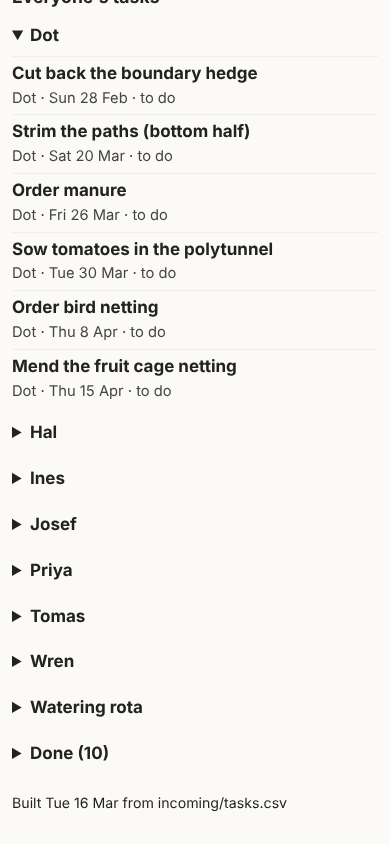 Everyone's tasks
Dot
Cut back the boundary hedge
Dot · Sun 28 Feb · to do
Strim the paths (bottom half)
Dot · Sat 20 Mar · to do
Order manure
Dot · Fri 26 Mar · to do
Sow tomatoes in the polytunnel
Dot · Tue 30 Mar · to do
Order bird netting
Dot · Thu 8 Apr · to do
Mend the fruit cage netting
Dot · Thu 15 Apr · to do
Hal
Ines
Josef
Priya
Tomas
Wren
Watering rota
Done (10)
Built Tue 16 Mar from incoming/tasks.csv